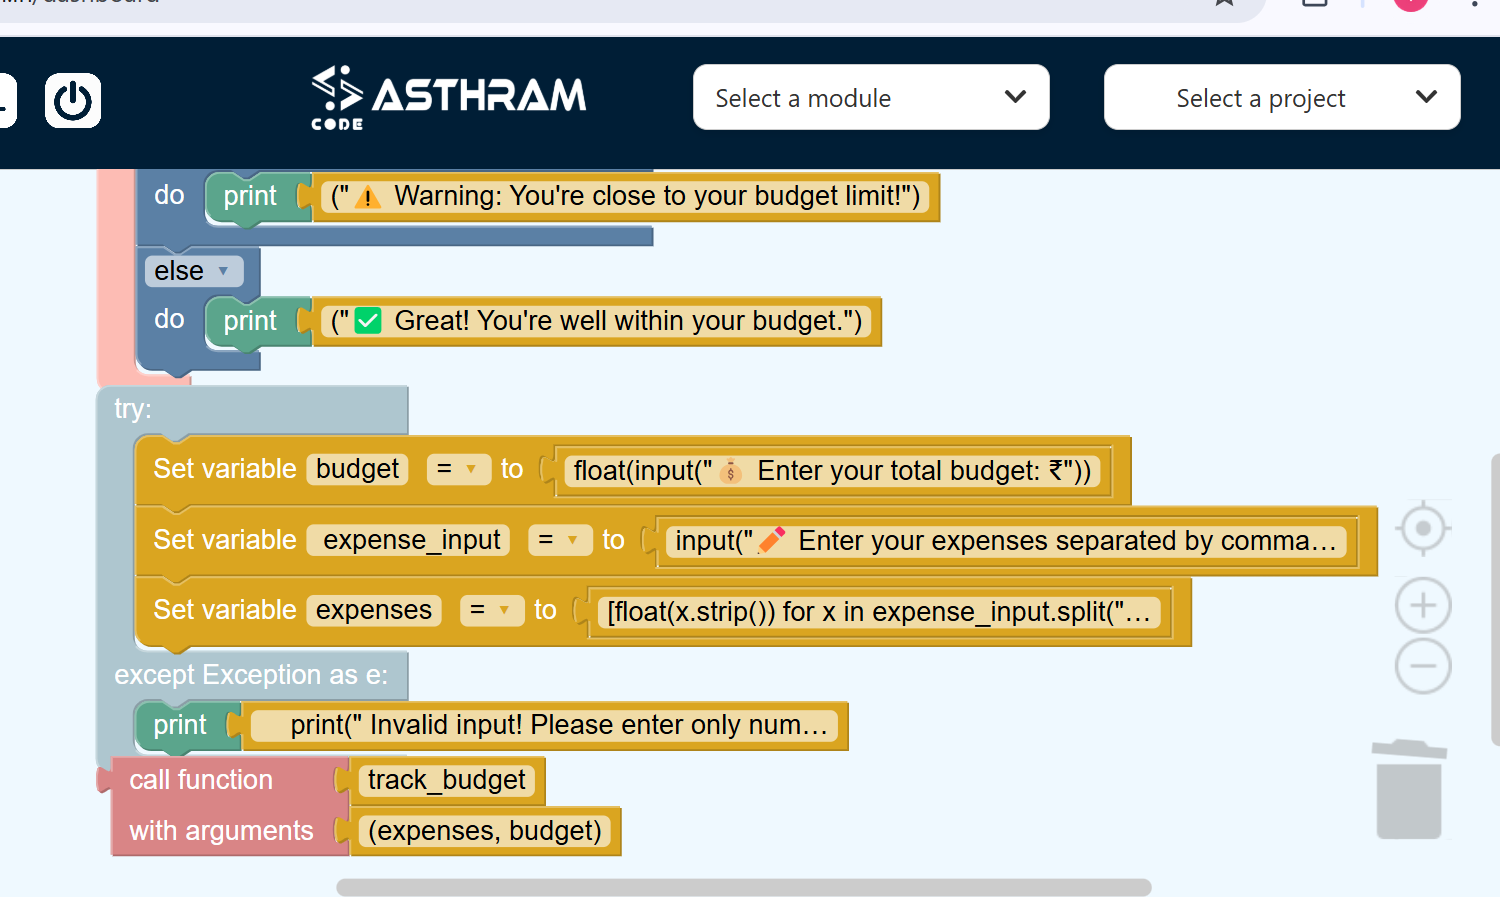 ASTHRAM
CODE
Select a module
Select a project
do print ("⚠️ Warning: You're close to your budget limit!")
else
do print ("✅ Great! You're well within your budget.")
try:
Set variable budget = to float(input("💰 Enter your total budget: ₹"))
Set variable expense_input = to input("✏️ Enter your expenses separated by comma...
Set variable expenses = to [float(x.strip()) for x in expense_input.split("...
except Exception as e:
print print(" Invalid input! Please enter only num...
call function track_budget
with arguments (expenses, budget)